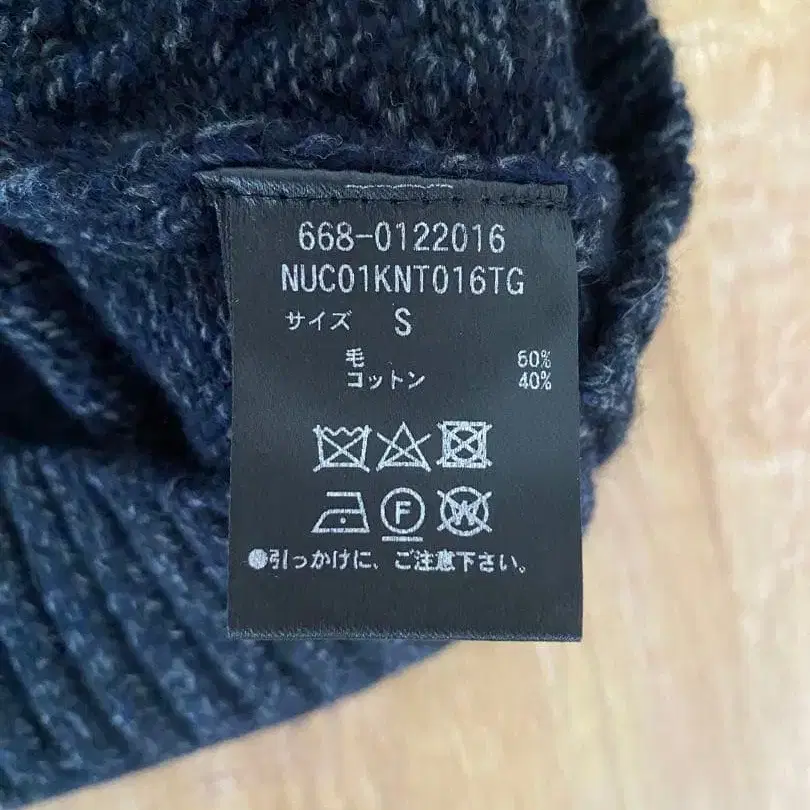 668-0122016
NUC01KNT016TG
サイズ S
毛 60%
コットン 40%
F W
●引っかけに、ご注意下さい。